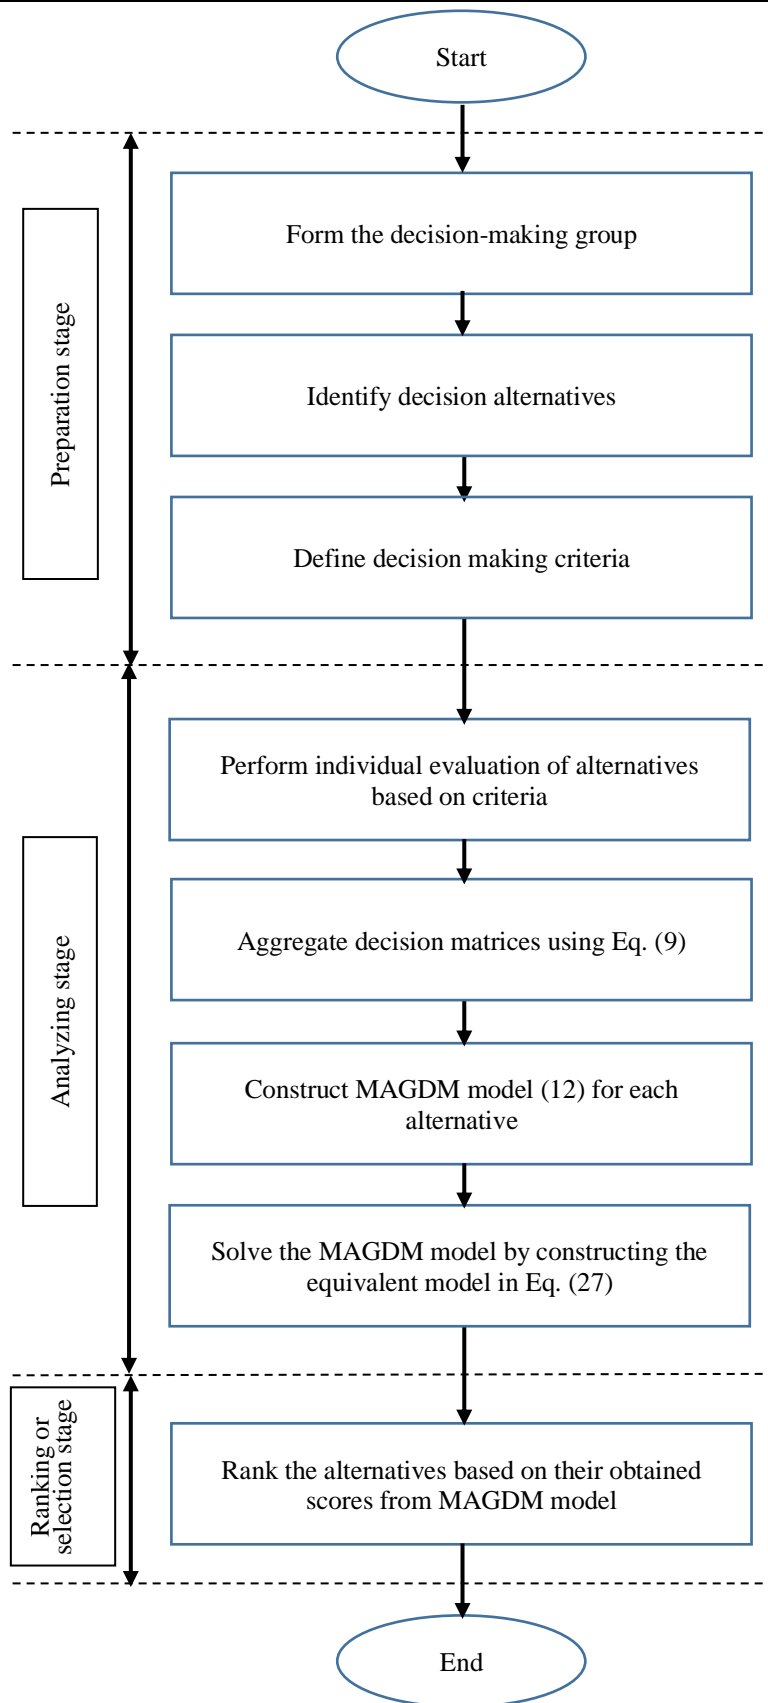 Start
Preparation stage
Form the decision-making group
Identify decision alternatives
Define decision making criteria
Analyzing stage
Perform individual evaluation of alternatives
based on criteria
Aggregate decision matrices using Eq. (9)
Construct MAGDM model (12) for each
alternative
Solve the MAGDM model by constructing the
equivalent model in Eq. (27)
Ranking or
selection stage
Rank the alternatives based on their obtained
scores from MAGDM model
End